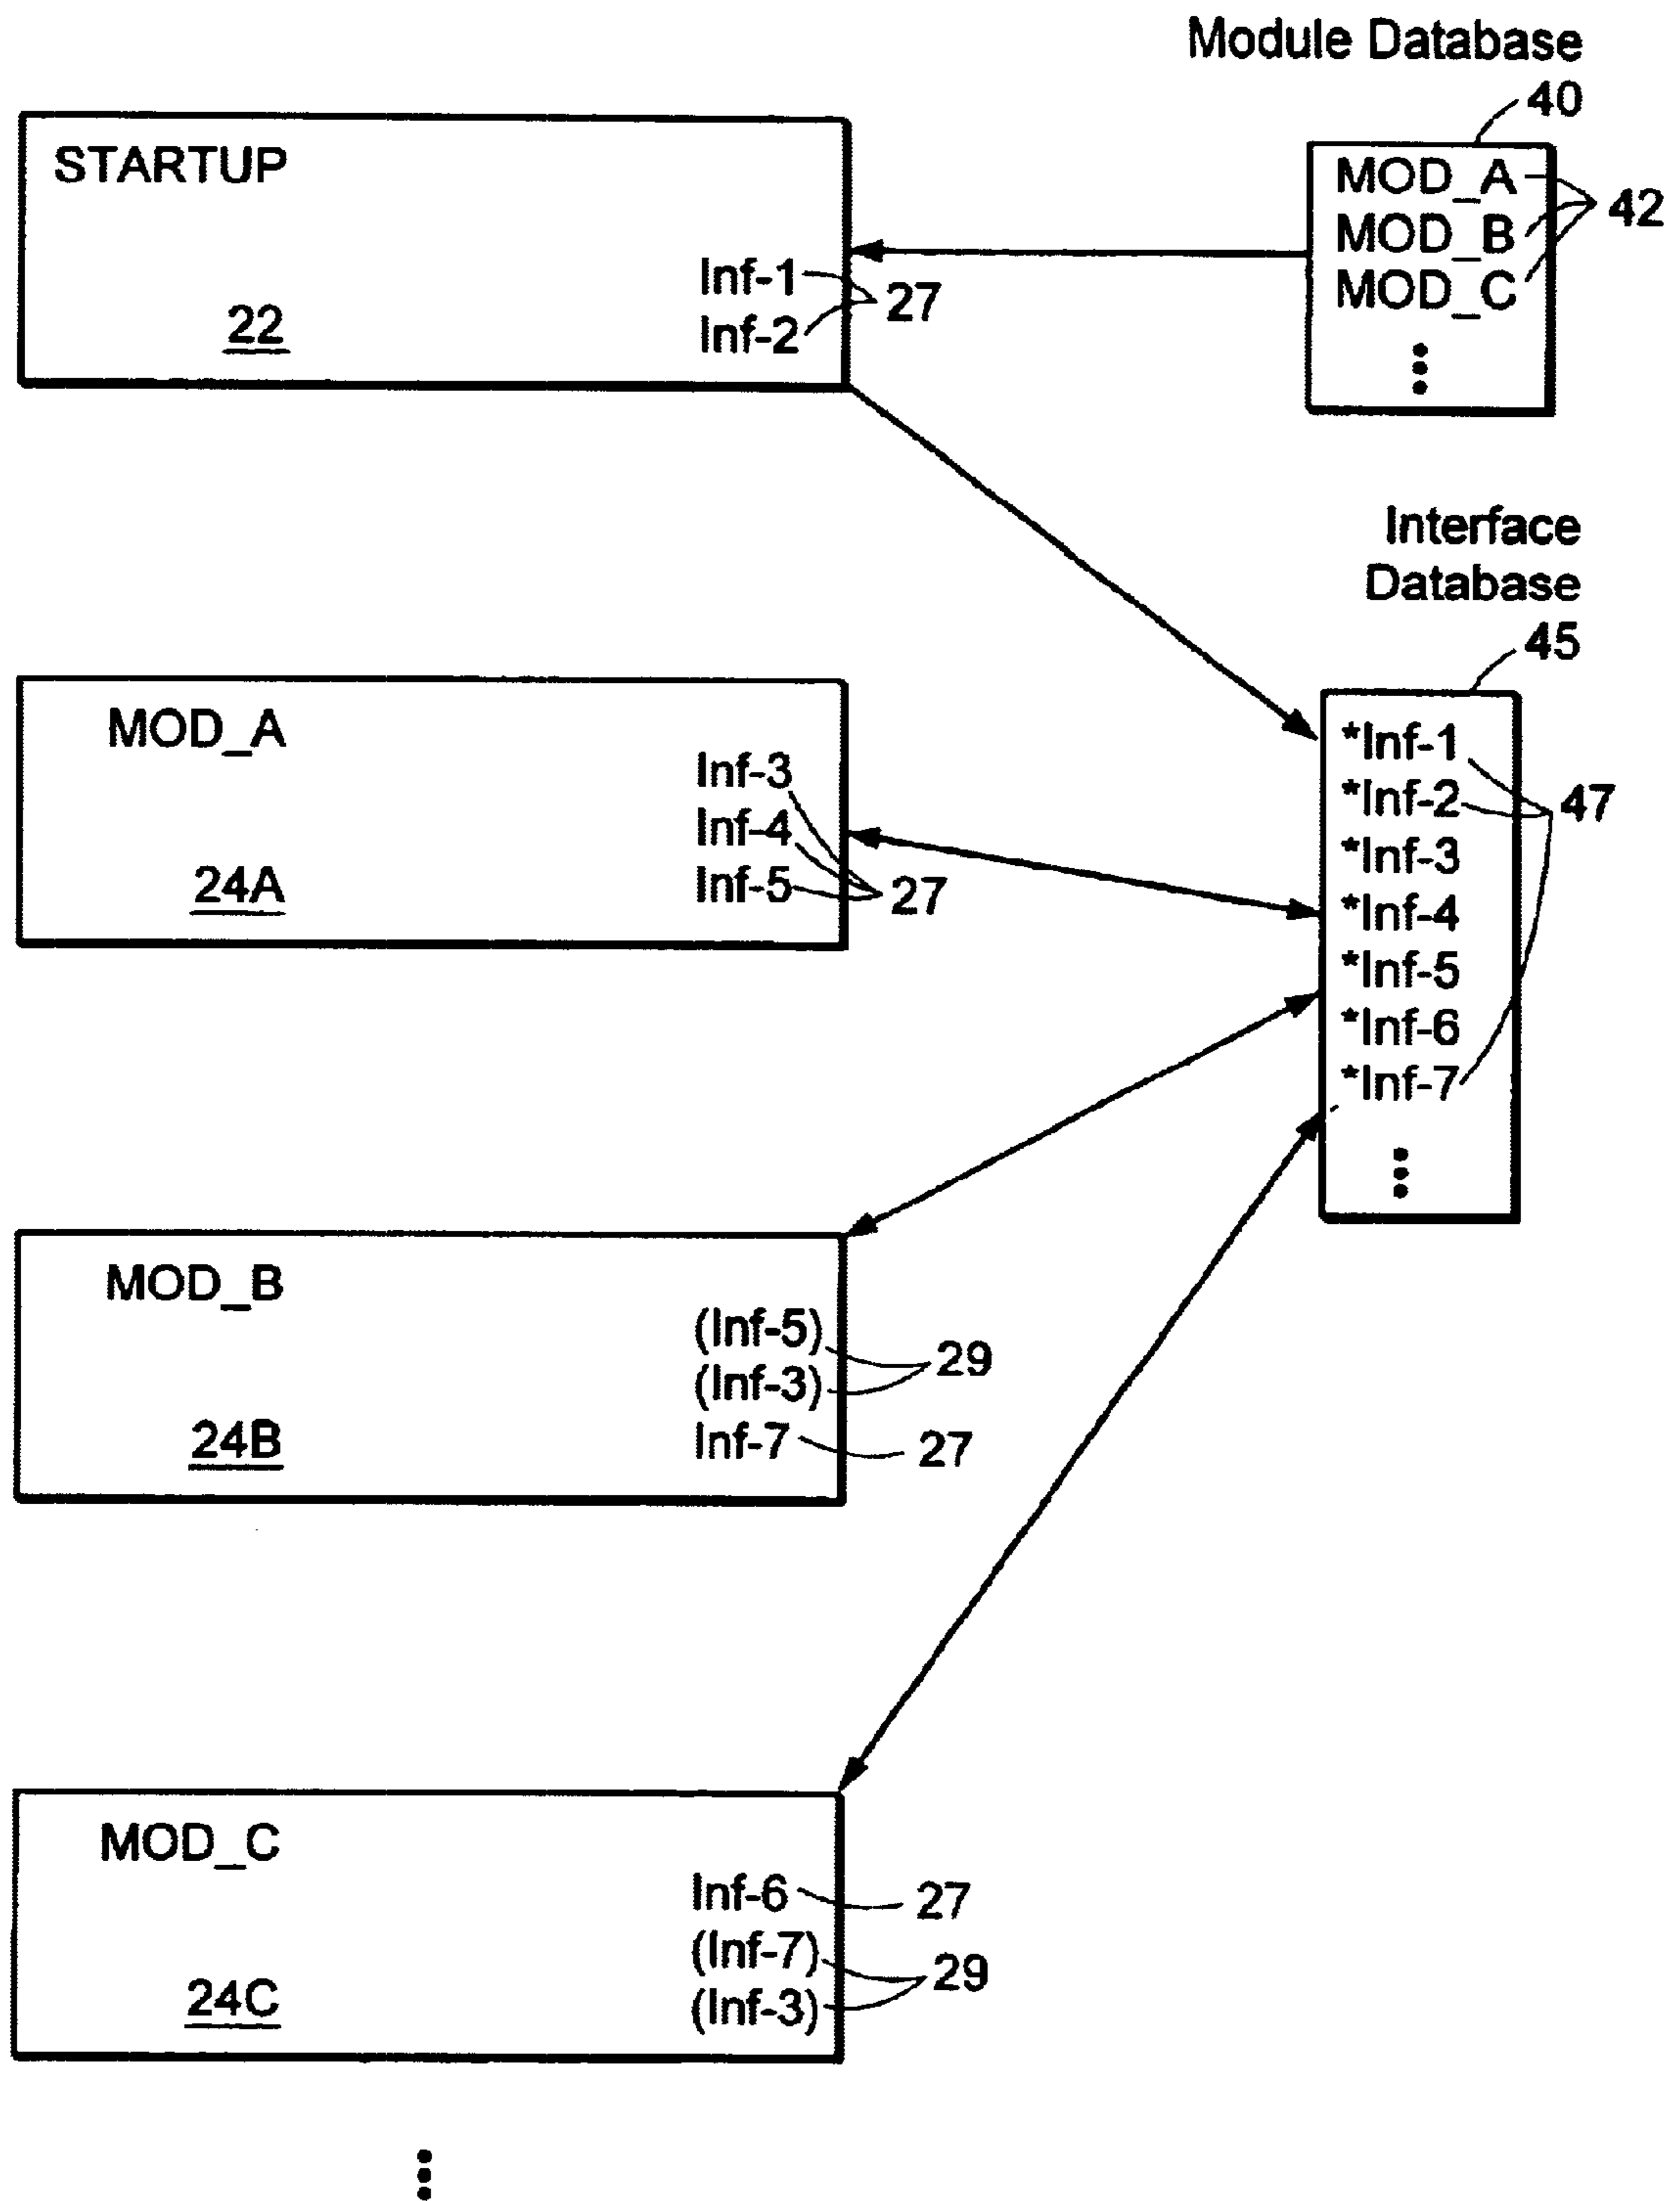 Module Database
40
STARTUP
Inf-1
Inf-2
27
22
MOD_A
MOD_B
MOD_C
42
Interface
Database
45
MOD_A
Inf-3
Inf-4
Inf-5
27
24A
*Inf-1
*Inf-2
*Inf-3
*Inf-4
*Inf-5
*Inf-6
*Inf-7
47
MOD_B
(Inf-5)
(Inf-3)
29
Inf-7
27
24B
MOD_C
Inf-6
27
(Inf-7)
(Inf-3)
29
24C